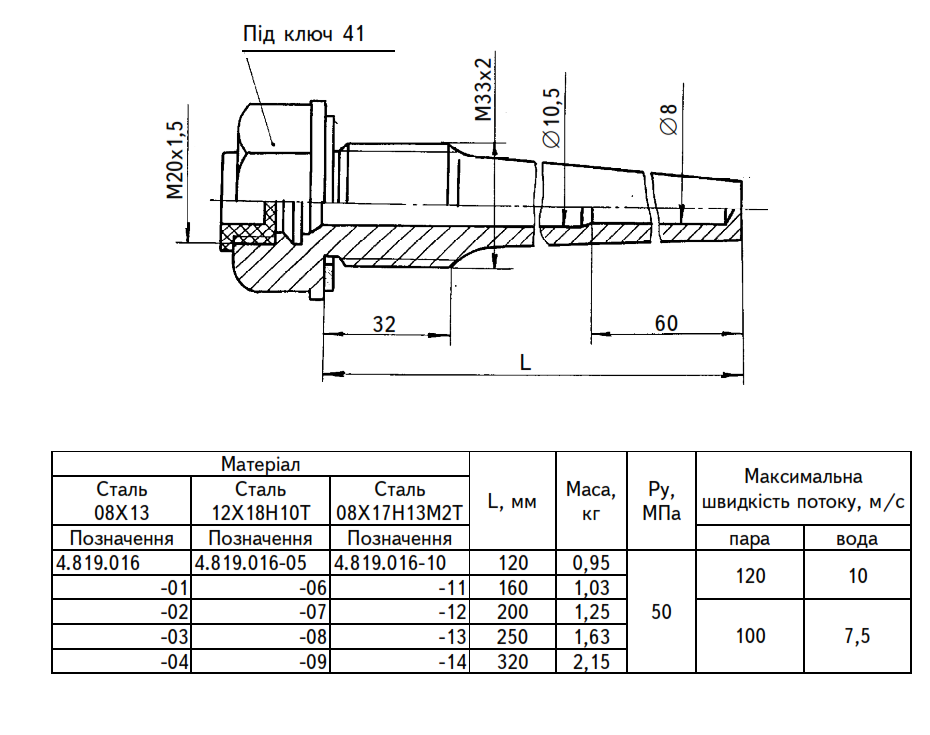 Під ключ 41
M20x1,5
M33x2
∅10,5
∅8
32
60
L
Матеріал
L, мм
Маса, кг
Ру, МПа
Максимальна швидкість потоку, м/с
Сталь 08Х13
Сталь 12Х18Н10Т
Сталь 08Х17Н13М2Т
Позначення Позначення Позначення пара вода
4.819.016 4.819.016-05 4.819.016-10 120 0,95 50 120 10
-01 -06 -11 160 1,03
-02 -07 -12 200 1,25 100 7,5
-03 -08 -13 250 1,63
-04 -09 -14 320 2,15